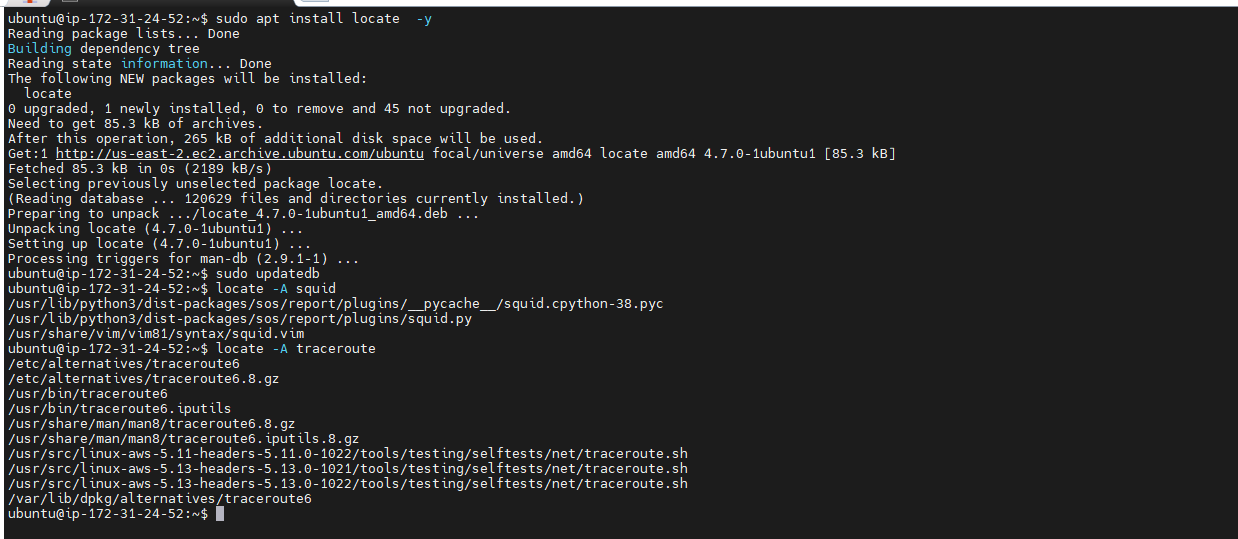 ubuntu@ip-172-31-24-52:~$ sudo apt install locate  -y
Reading package lists... Done
Building dependency tree
Reading state information... Done
The following NEW packages will be installed:
  locate
0 upgraded, 1 newly installed, 0 to remove and 45 not upgraded.
Need to get 85.3 kB of archives.
After this operation, 265 kB of additional disk space will be used.
Get:1 http://us-east-2.ec2.archive.ubuntu.com/ubuntu focal/universe amd64 locate amd64 4.7.0-1ubuntu1 [85.3 kB]
Fetched 85.3 kB in 0s (2189 kB/s)
Selecting previously unselected package locate.
(Reading database ... 120629 files and directories currently installed.)
Preparing to unpack .../locate_4.7.0-1ubuntu1_amd64.deb ...
Unpacking locate (4.7.0-1ubuntu1) ...
Setting up locate (4.7.0-1ubuntu1) ...
Processing triggers for man-db (2.9.1-1) ...
ubuntu@ip-172-31-24-52:~$ sudo updatedb
ubuntu@ip-172-31-24-52:~$ locate -A squid
/usr/lib/python3/dist-packages/sos/report/plugins/__pycache__/squid.cpython-38.pyc
/usr/lib/python3/dist-packages/sos/report/plugins/squid.py
/usr/share/vim/vim81/syntax/squid.vim
ubuntu@ip-172-31-24-52:~$ locate -A traceroute
/etc/alternatives/traceroute6
/etc/alternatives/traceroute6.8.gz
/usr/bin/traceroute6
/usr/bin/traceroute6.iputils
/usr/share/man/man8/traceroute6.8.gz
/usr/share/man/man8/traceroute6.iputils.8.gz
/usr/src/linux-aws-5.11-headers-5.11.0-1022/tools/testing/selftests/net/traceroute.sh
/usr/src/linux-aws-5.13-headers-5.13.0-1021/tools/testing/selftests/net/traceroute.sh
/usr/src/linux-aws-5.13-headers-5.13.0-1022/tools/testing/selftests/net/traceroute.sh
/var/lib/dpkg/alternatives/traceroute6
ubuntu@ip-172-31-24-52:~$